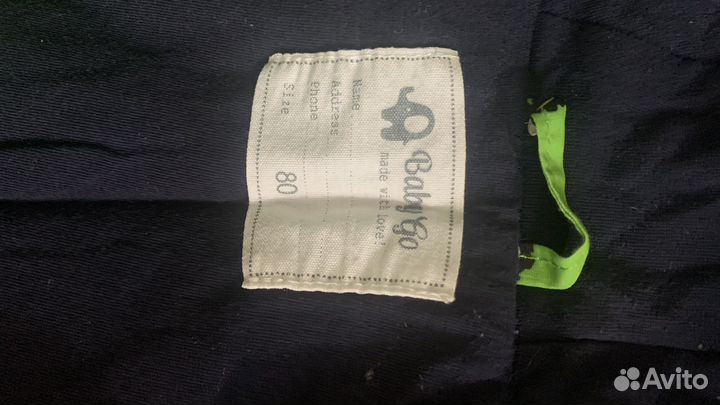 Baby Go
made with love!
Name
Address
Phone
Size 80
Avito